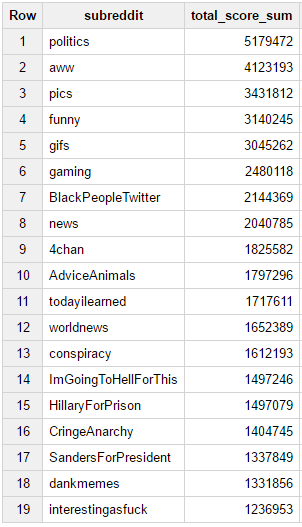 Row subreddit total_score_sum
1 politics 5179472
2 aww 4123193
3 pics 3431812
4 funny 3140245
5 gifs 3045262
6 gaming 2480118
7 BlackPeopleTwitter 2144369
8 news 2040785
9 4chan 1825582
10 AdviceAnimals 1797296
11 todayilearned 1717611
12 worldnews 1652389
13 conspiracy 1612193
14 ImGoingToHellForThis 1497246
15 HillaryForPrison 1497079
16 CringeAnarchy 1404745
17 SandersForPresident 1337849
18 dankmemes 1331856
19 interestingasfuck 1236953